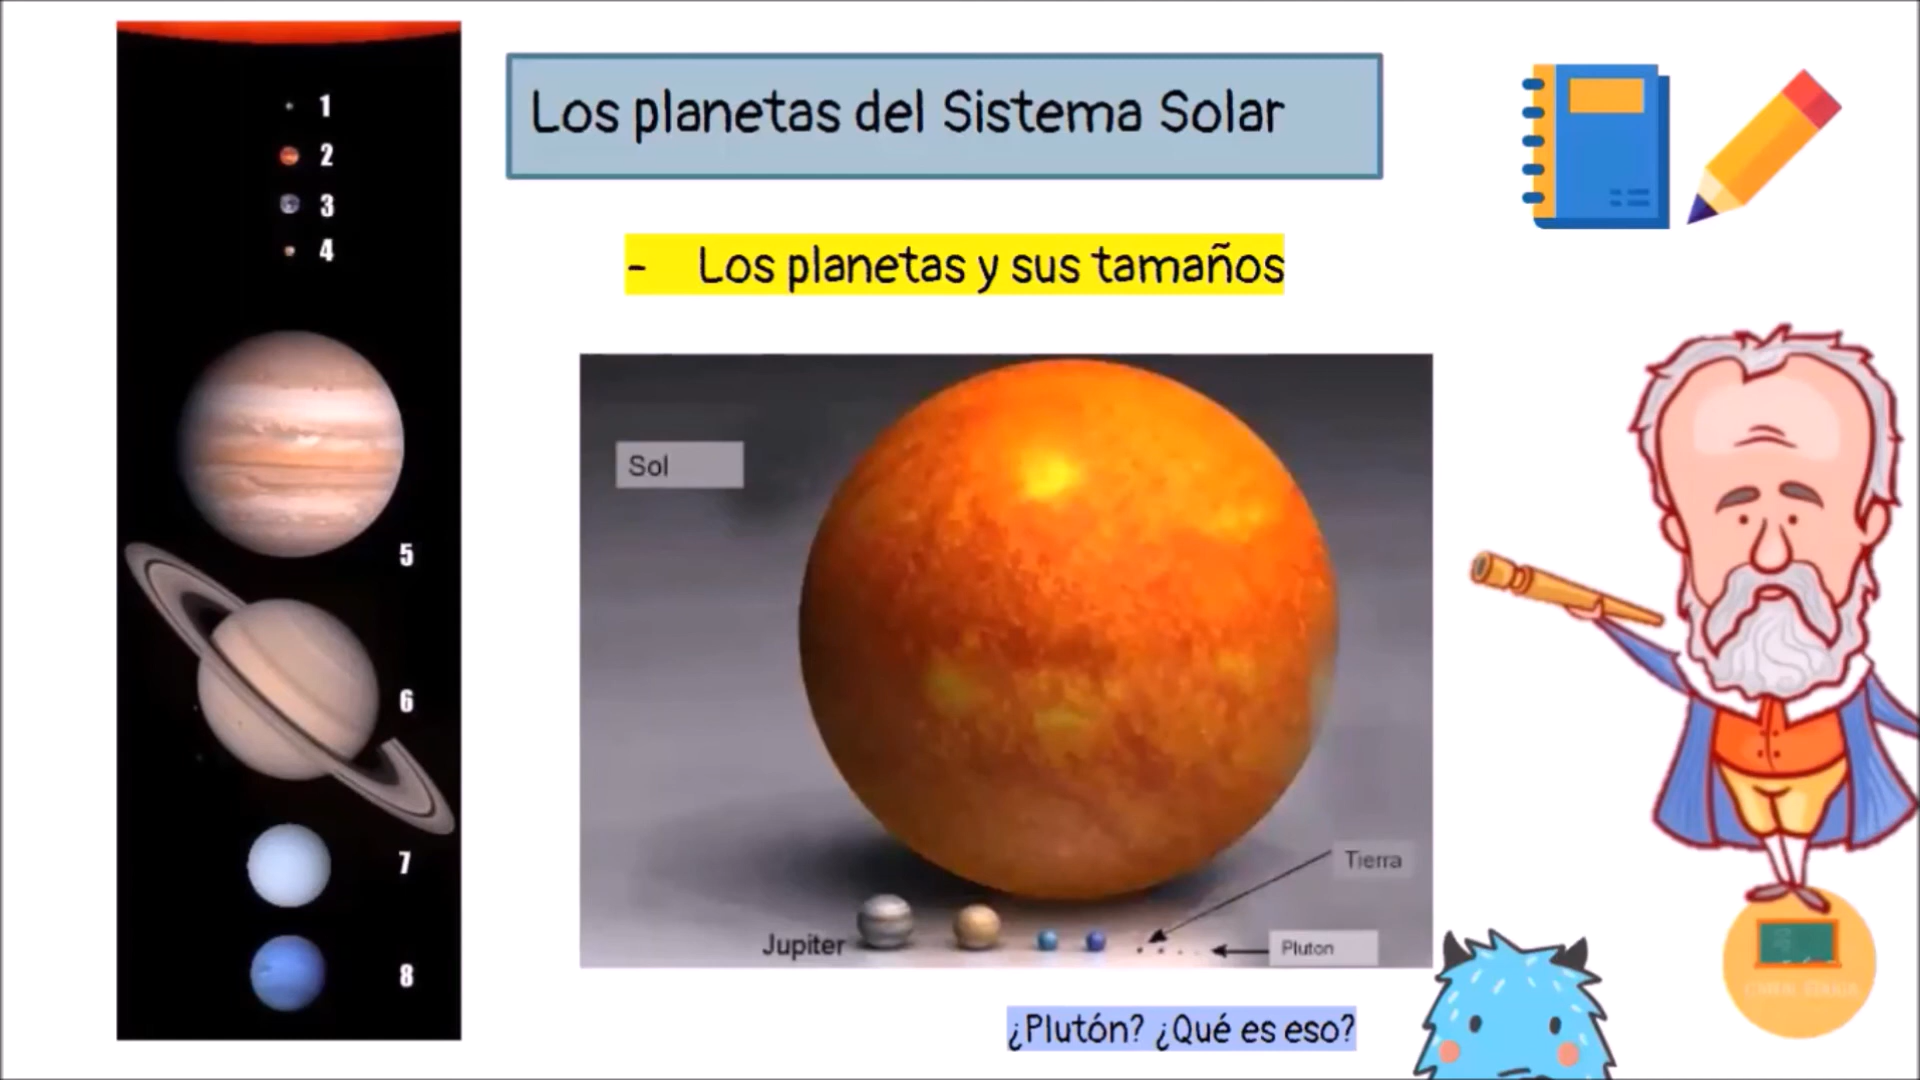 1
2
3
4
5
6
7
8
Los planetas del Sistema Solar
- Los planetas y sus tamaños
Sol
Tierra
Jupiter
Pluton
¿Plutón? ¿Qué es eso?